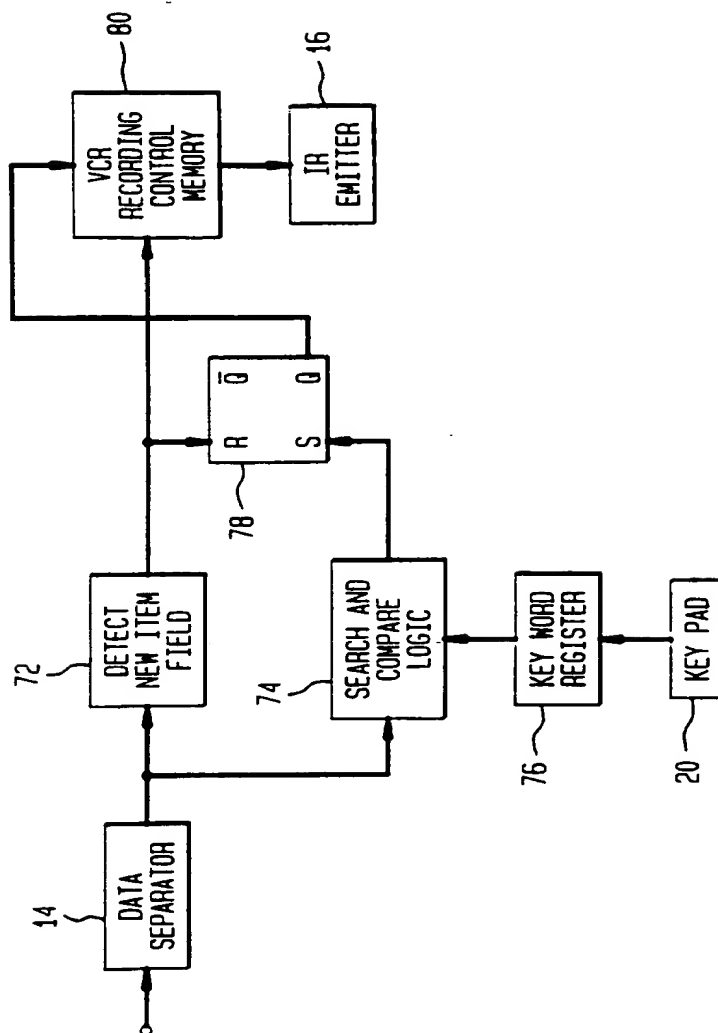 14
DATA
SEPARATOR
72
DETECT
NEW ITEM
FIELD
74
SEARCH AND
COMPARE
LOGIC
76
KEY WORD
REGISTER
20
KEY PAD
78
R
Q̅
S
Q
80
VCR
RECORDING
CONTROL
MEMORY
16
IR
EMITTER